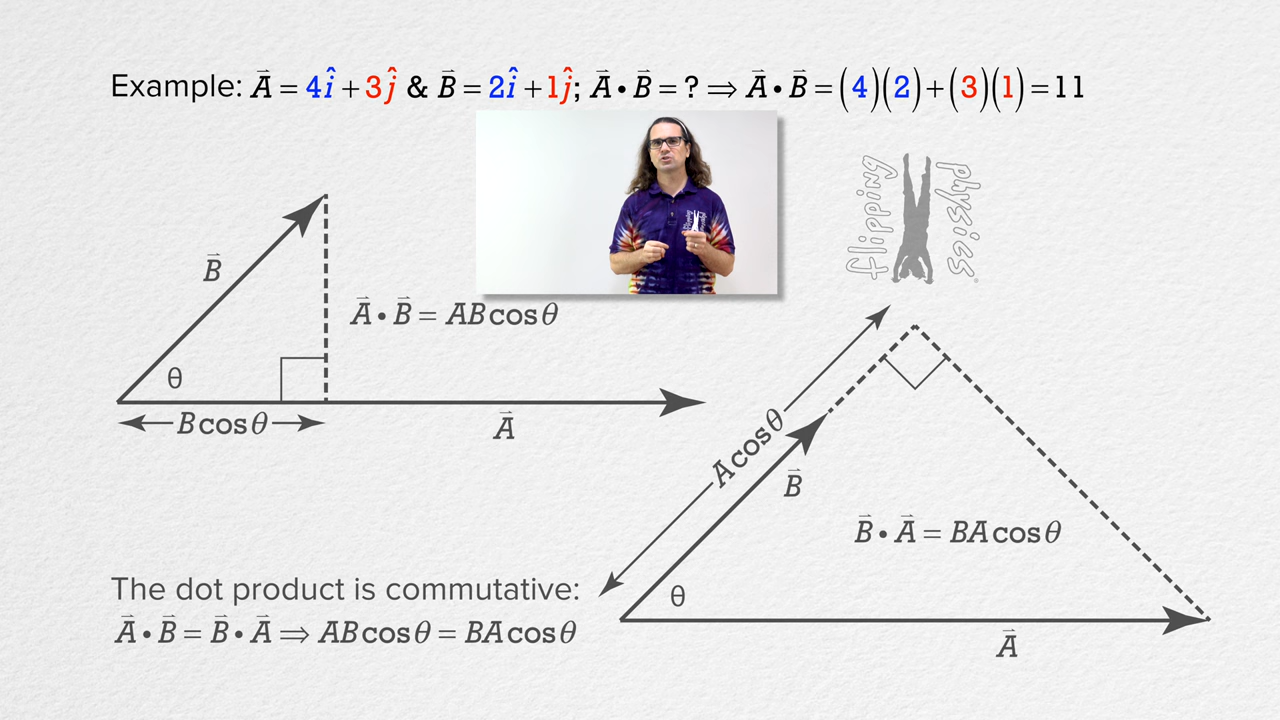 Example: A⃗ = 4î + 3ĵ & B⃗ = 2î + 1ĵ; A⃗ • B⃗ = ? ⇒ A⃗ • B⃗ = (4)(2) + (3)(1) = 11
flipping physics
B⃗
A⃗ • B⃗ = AB cos θ
θ
B cos θ
A⃗
A cos θ
B⃗
B⃗ • A⃗ = BA cos θ
θ
A⃗
The dot product is commutative:
A⃗ • B⃗ = B⃗ • A⃗ ⇒ AB cos θ = BA cos θ